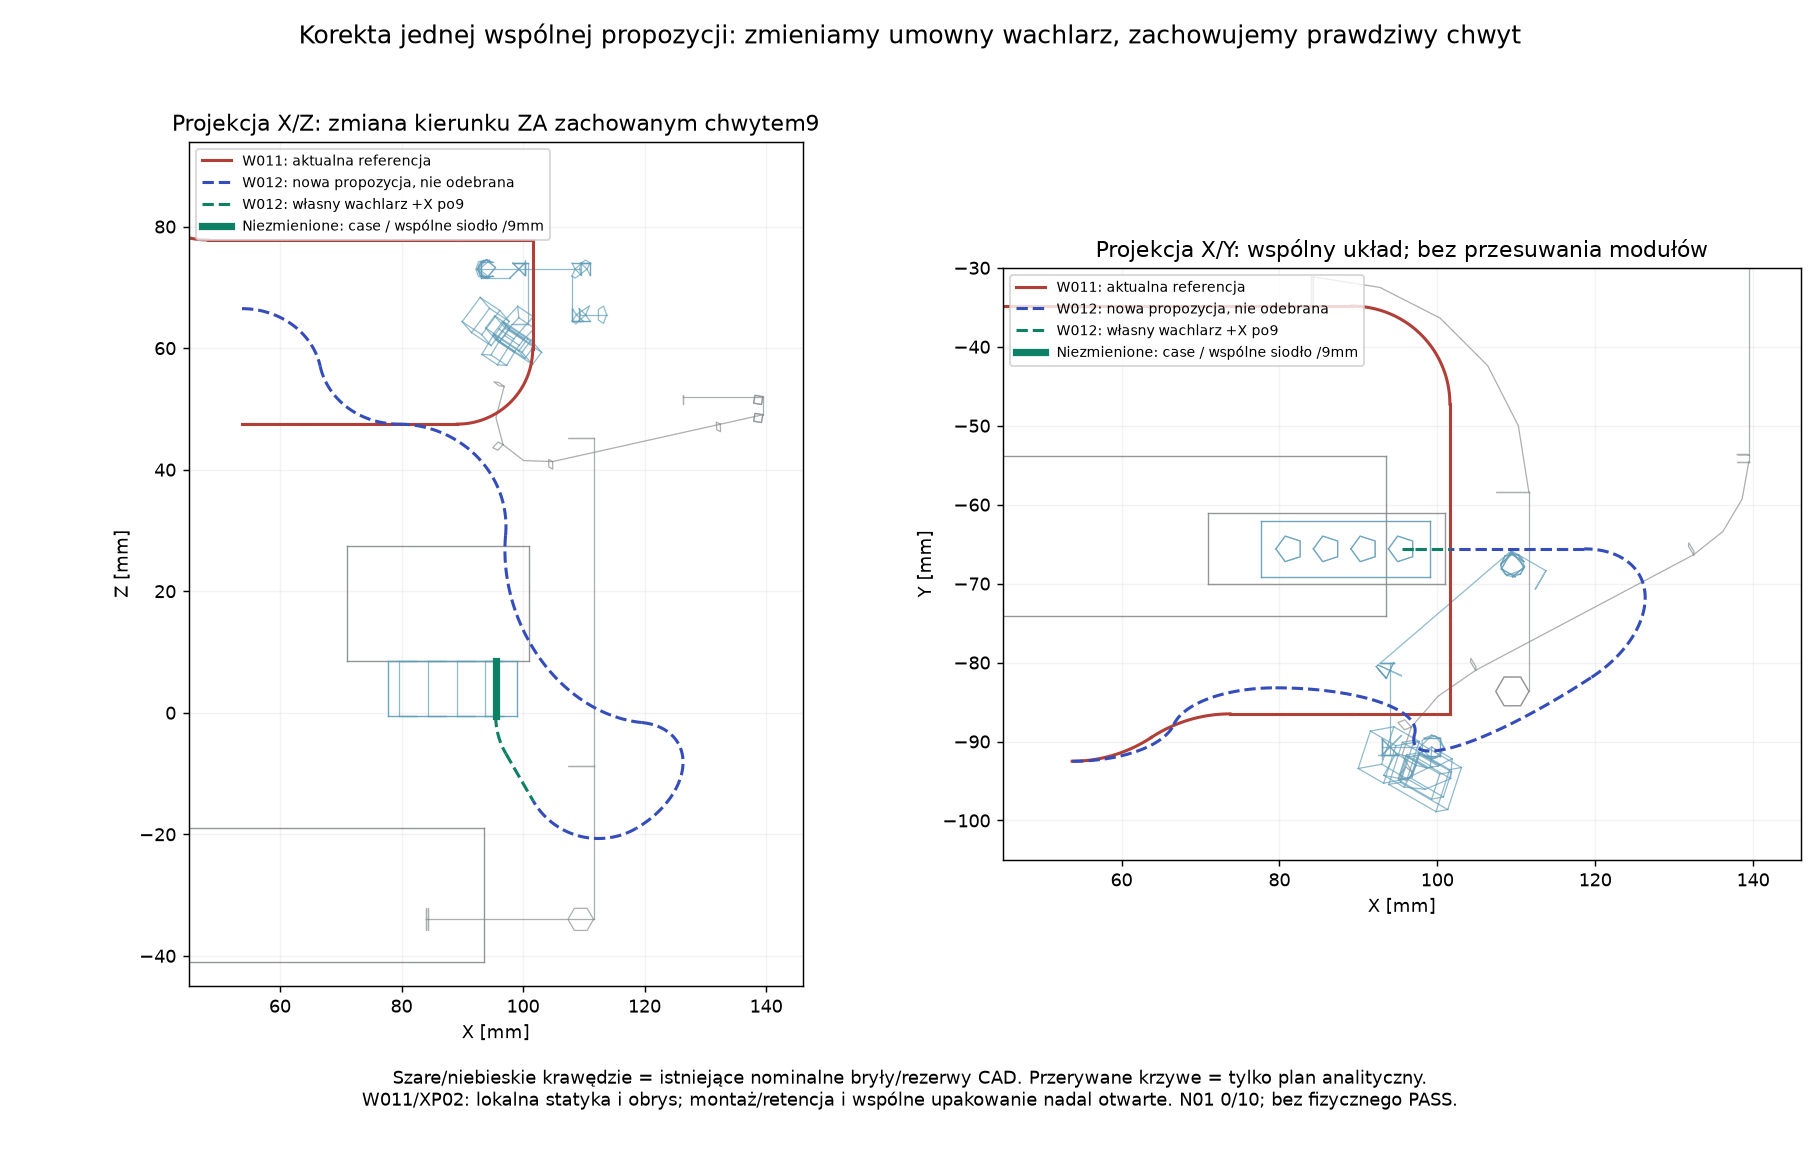 Korekta jednej wspólnej propozycji: zmieniamy umowny wachlarz, zachowujemy prawdziwy chwyt
Projekcja X/Z: zmiana kierunku ZA zachowanym chwytem9
W011: aktualna referencja
W012: nowa propozycja, nie odebrana
W012: własny wachlarz +X po9
Niezmienione: case / wspólne siodło /9mm
80
60
40
20
0
−20
−40
Z [mm]
60 80 100 120 140
X [mm]
Projekcja X/Y: wspólny układ; bez przesuwania modułów
W011: aktualna referencja
W012: nowa propozycja, nie odebrana
W012: własny wachlarz +X po9
Niezmienione: case / wspólne siodło /9mm
−30
−40
−50
−60
−70
−80
−90
−100
Y [mm]
60 80 100 120 140
X [mm]
Szare/niebieskie krawędzie = istniejące nominalne bryły/rezerwy CAD. Przerywane krzywe = tylko plan analityczny.
W011/XP02: lokalna statyka i obrys; montaż/retencja i wspólne upakowanie nadal otwarte. N01 0/10; bez fizycznego PASS.